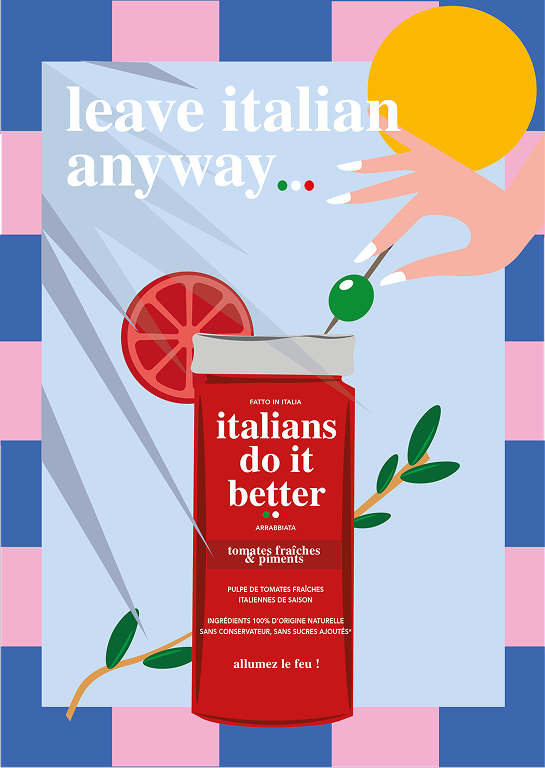 leave italian
anyway...
FATTO IN ITALIA
italians
do it
better
ARRABBIATA
tomates fraîches
& piments
PULPE DE TOMATES FRAÎCHES
ITALIENNES DE SAISON
INGRÉDIENTS 100% D'ORIGINE NATURELLE
SANS CONSERVATEUR, SANS SUCRES AJOUTÉS*
allumez le feu !